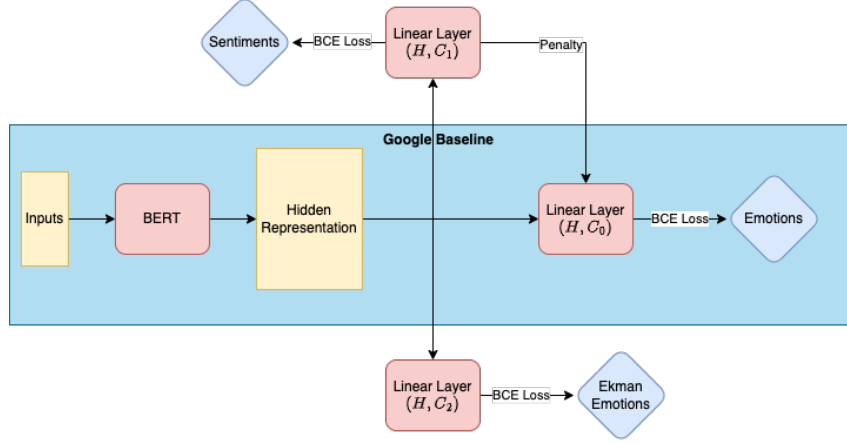 Sentiments
BCE Loss
Linear Layer
(H, C₁)
Penalty
Google Baseline
Inputs
BERT
Hidden
Representation
Linear Layer
(H, C₀)
BCE Loss
Emotions
Linear Layer
(H, C₂)
BCE Loss
Ekman
Emotions